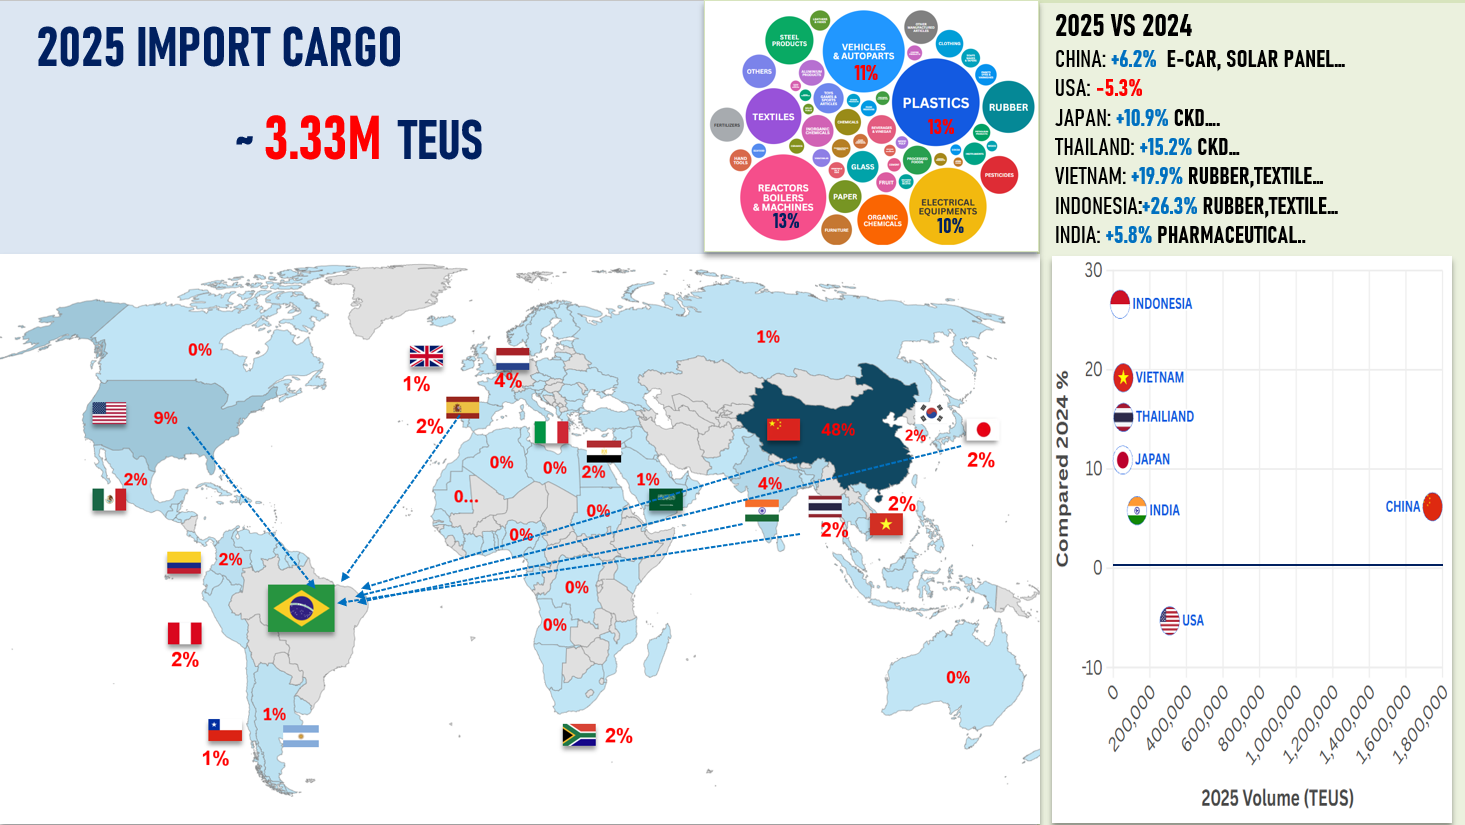 2025 IMPORT CARGO
~ 3.33M TEUS
STEEL
PRODUCTS
VEHICLES
& AUTOPARTS
11%
CLOTHING
OTHERS
PLASTICS
13%
RUBBER
TEXTILES
FERTILIZERS
CHEMICALS
INORGANIC
CHEMICALS
HAND
TOOLS
GLASS
PROCESSED
FOODS
PESTICIDES
FRUIT
REACTORS
BOILERS
& MACHINES
13%
PAPER
ELECTRICAL
EQUIPMENTS
10%
ORGANIC
CHEMICALS
FURNITURE
2025 VS 2024
CHINA: +6.2% E-CAR, SOLAR PANEL...
USA: -5.3%
JAPAN: +10.9% CKD....
THAILAND: +15.2% CKD...
VIETNAM: +19.9% RUBBER,TEXTILE...
INDONESIA:+26.3% RUBBER,TEXTILE...
INDIA: +5.8% PHARMACEUTICAL..
0%
1%
1%
4%
9%
2%
48%
2%
2%
2%
0%
0%
2%
1%
4%
0...
0%
2%
0%
2%
2%
0%
0%
2%
0%
1%
1%
2%
Compared 2024 %
30
20
10
0
-10
INDONESIA
VIETNAM
THAILIAND
JAPAN
INDIA
CHINA
USA
0
200,000
400,000
600,000
800,000
1,000,000
1,200,000
1,400,000
1,600,000
1,800,000
2025 Volume (TEUS)